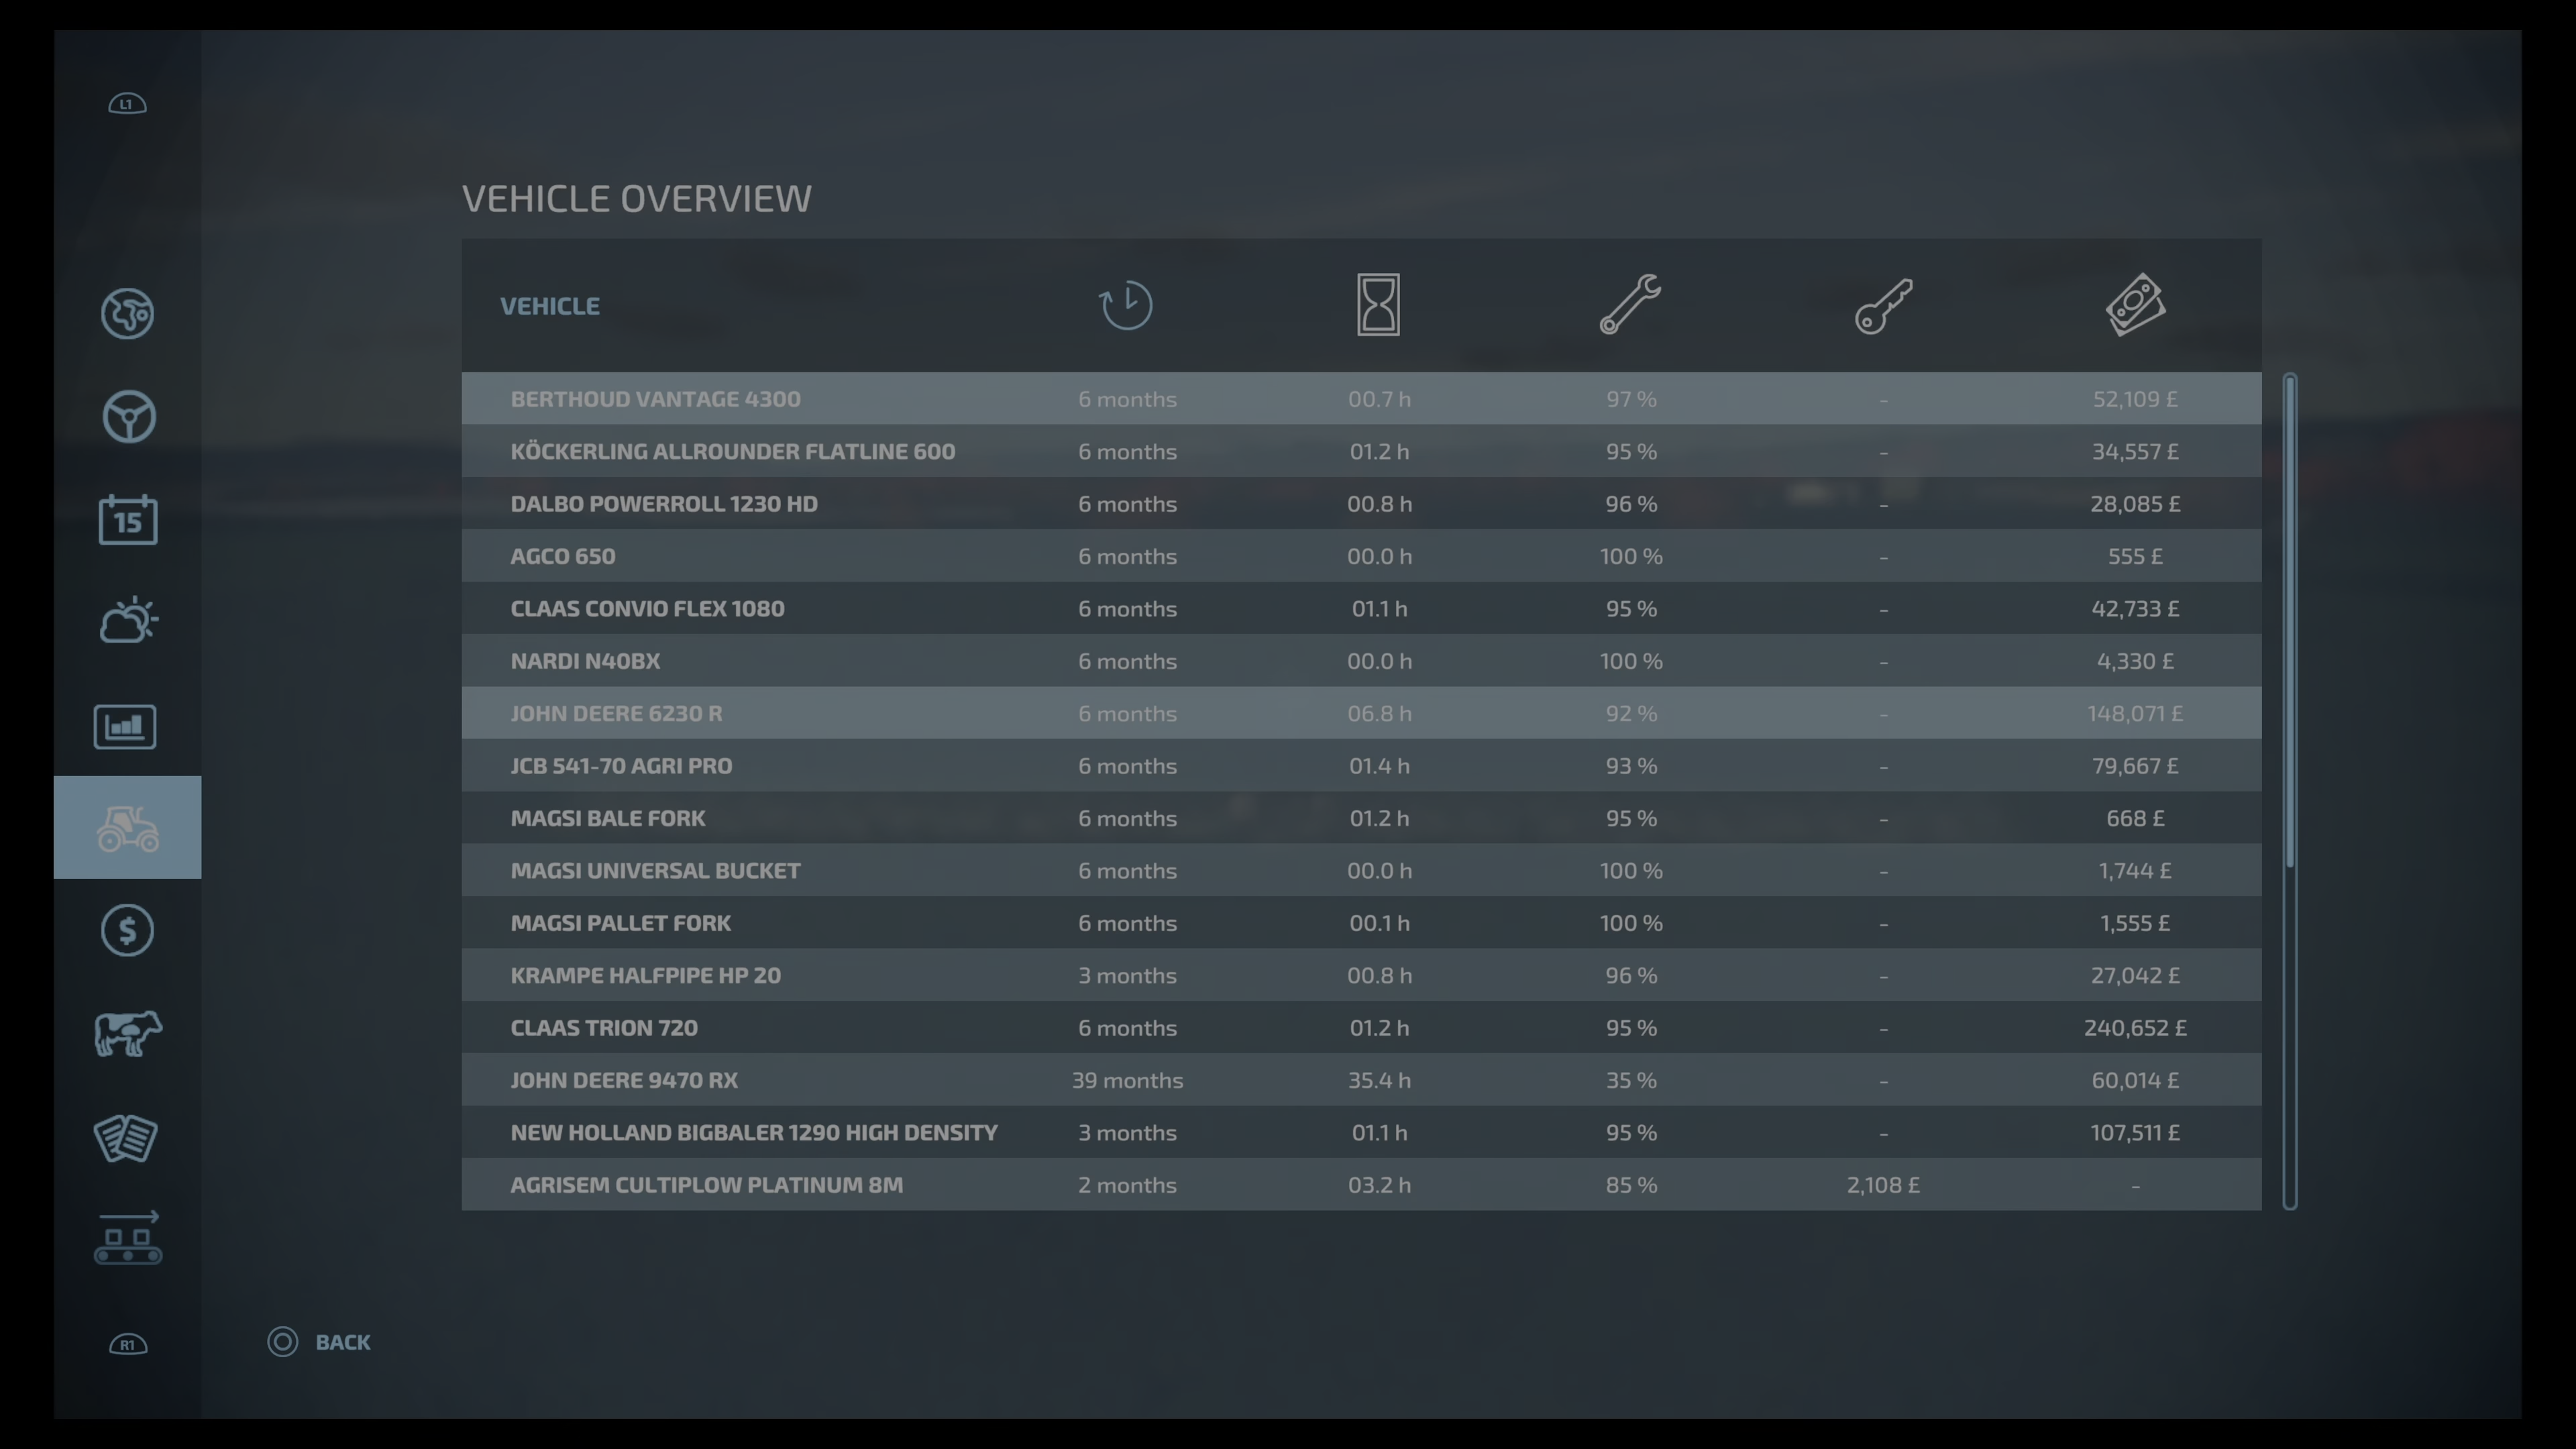 L1
VEHICLE OVERVIEW
VEHICLE
BERTHOUD VANTAGE 4300 6 months 00.7 h 97 % - 52,109 £
KÖCKERLING ALLROUNDER FLATLINE 600 6 months 01.2 h 95 % - 34,557 £
DALBO POWERROLL 1230 HD 6 months 00.8 h 96 % - 28,085 £
AGCO 650 6 months 00.0 h 100 % - 555 £
CLAAS CONVIO FLEX 1080 6 months 01.1 h 95 % - 42,733 £
NARDI N40BX 6 months 00.0 h 100 % - 4,330 £
JOHN DEERE 6230 R 6 months 06.8 h 92 % - 148,071 £
JCB 541-70 AGRI PRO 6 months 01.4 h 93 % - 79,667 £
MAGSI BALE FORK 6 months 01.2 h 95 % - 668 £
MAGSI UNIVERSAL BUCKET 6 months 00.0 h 100 % - 1,744 £
MAGSI PALLET FORK 6 months 00.1 h 100 % - 1,555 £
KRAMPE HALFPIPE HP 20 3 months 00.8 h 96 % - 27,042 £
CLAAS TRION 720 6 months 01.2 h 95 % - 240,652 £
JOHN DEERE 9470 RX 39 months 35.4 h 35 % - 60,014 £
NEW HOLLAND BIGBALER 1290 HIGH DENSITY 3 months 01.1 h 95 % - 107,511 £
AGRISEM CULTIPLOW PLATINUM 8M 2 months 03.2 h 85 % 2,108 £ -
15
$
R1
BACK